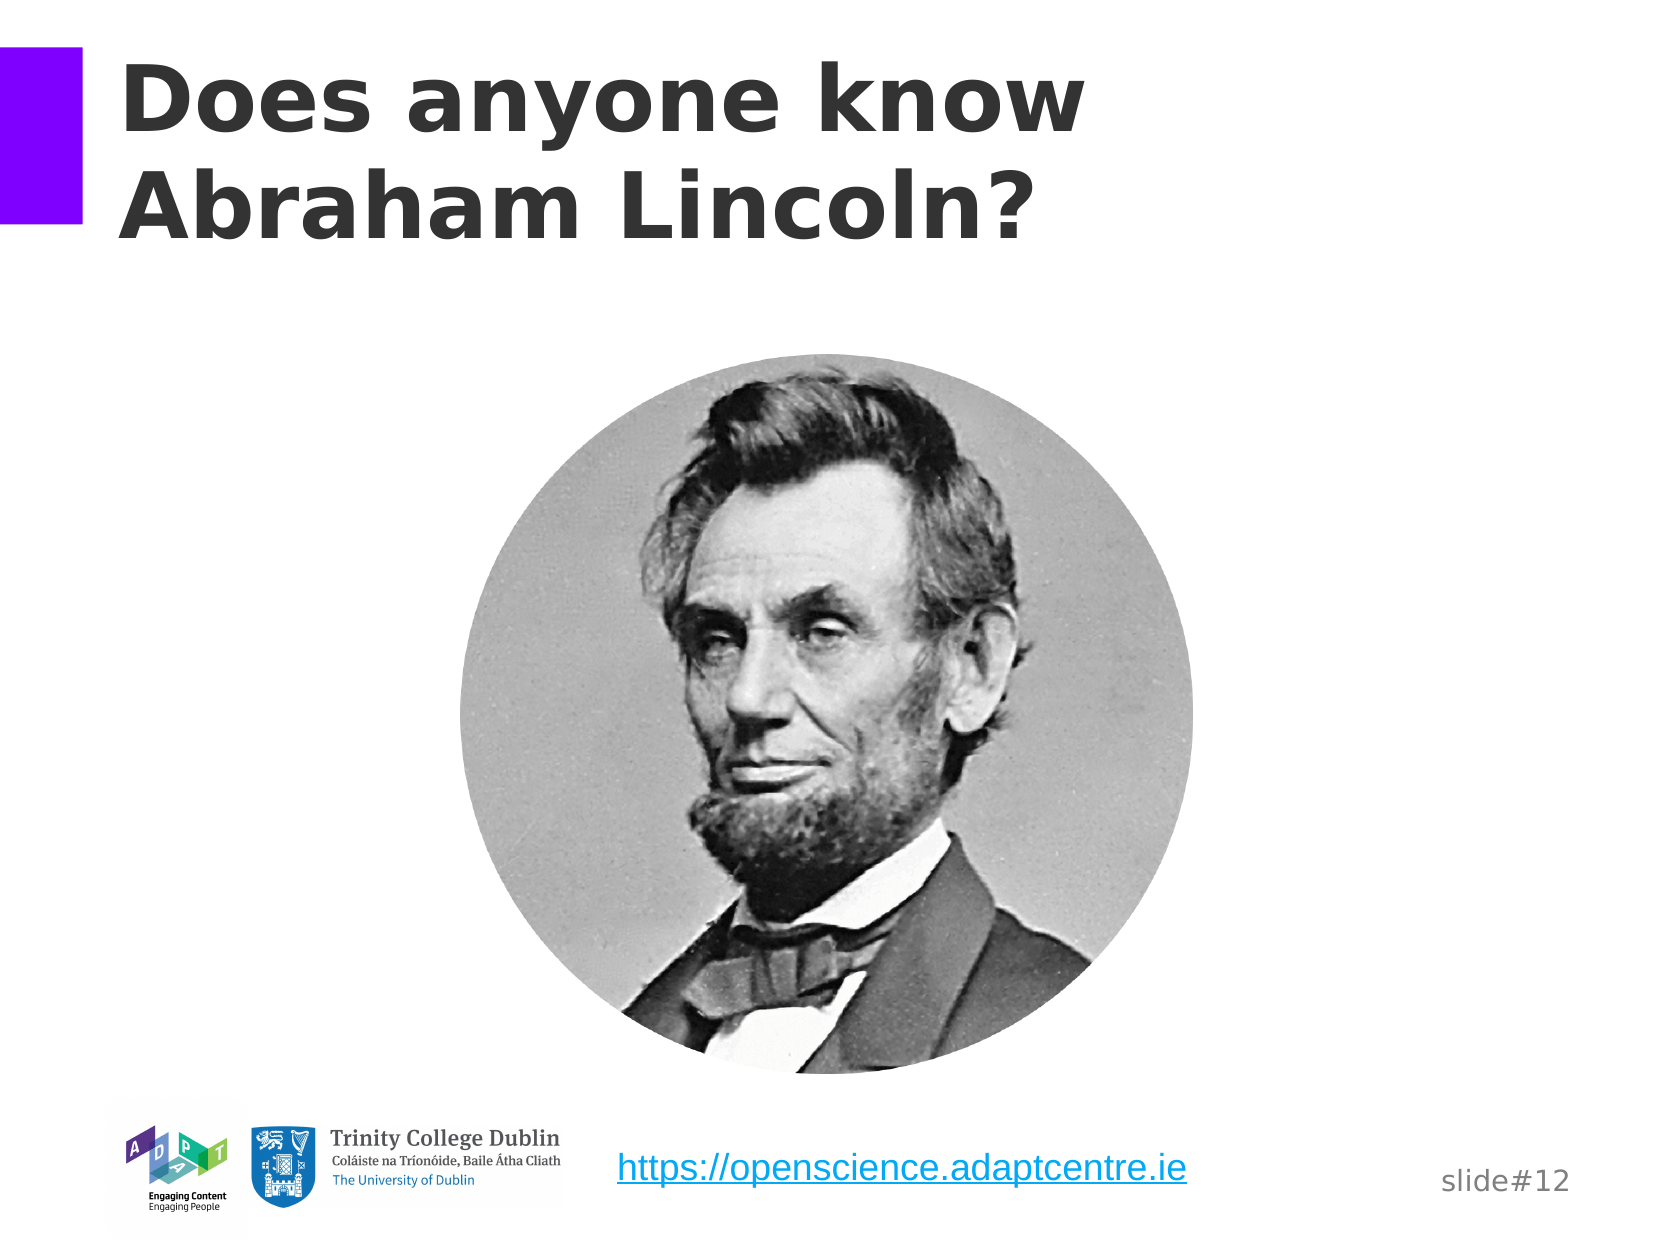 Does anyone know
Abraham Lincoln?
A D A P T
Engaging Content
Engaging People
Trinity College Dublin
Coláiste na Tríonóide, Baile Átha Cliath
The University of Dublin
https://openscience.adaptcentre.ie
slide#12